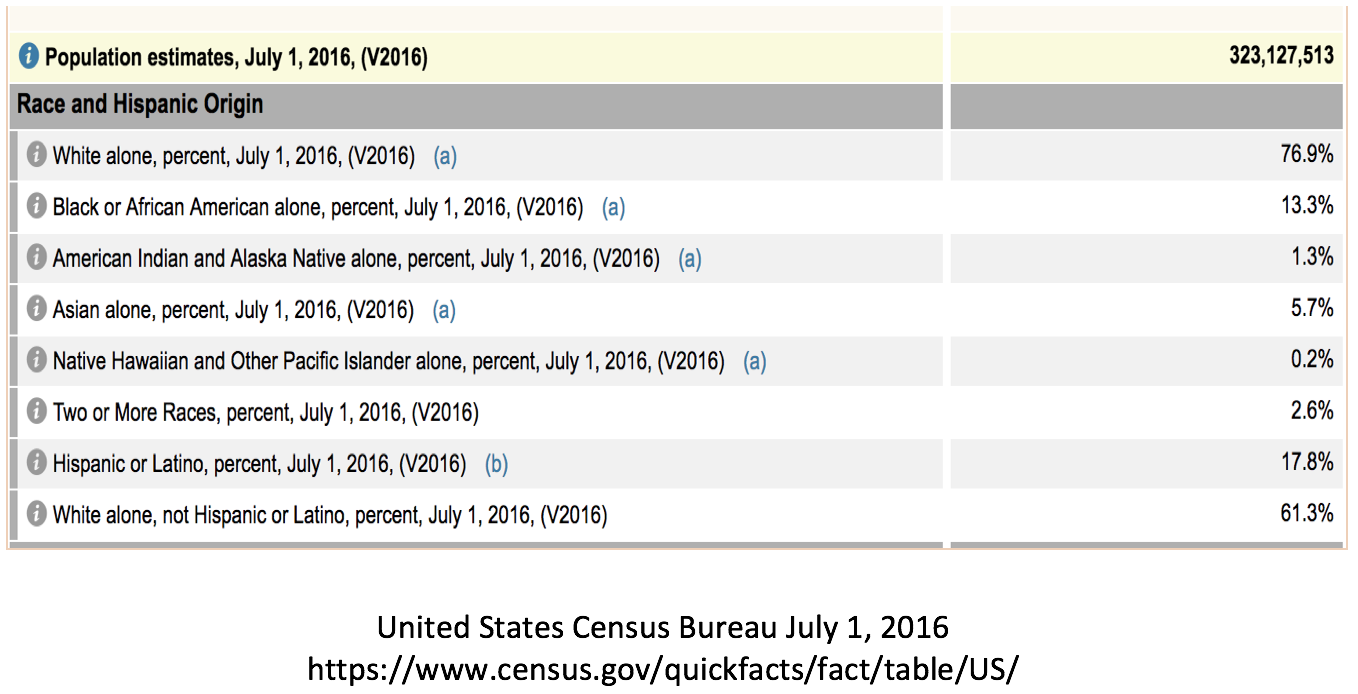 Population estimates, July 1, 2016, (V2016) 323,127,513
Race and Hispanic Origin
White alone, percent, July 1, 2016, (V2016) (a) 76.9%
Black or African American alone, percent, July 1, 2016, (V2016) (a) 13.3%
American Indian and Alaska Native alone, percent, July 1, 2016, (V2016) (a) 1.3%
Asian alone, percent, July 1, 2016, (V2016) (a) 5.7%
Native Hawaiian and Other Pacific Islander alone, percent, July 1, 2016, (V2016) (a) 0.2%
Two or More Races, percent, July 1, 2016, (V2016) 2.6%
Hispanic or Latino, percent, July 1, 2016, (V2016) (b) 17.8%
White alone, not Hispanic or Latino, percent, July 1, 2016, (V2016) 61.3%
United States Census Bureau July 1, 2016
https://www.census.gov/quickfacts/fact/table/US/